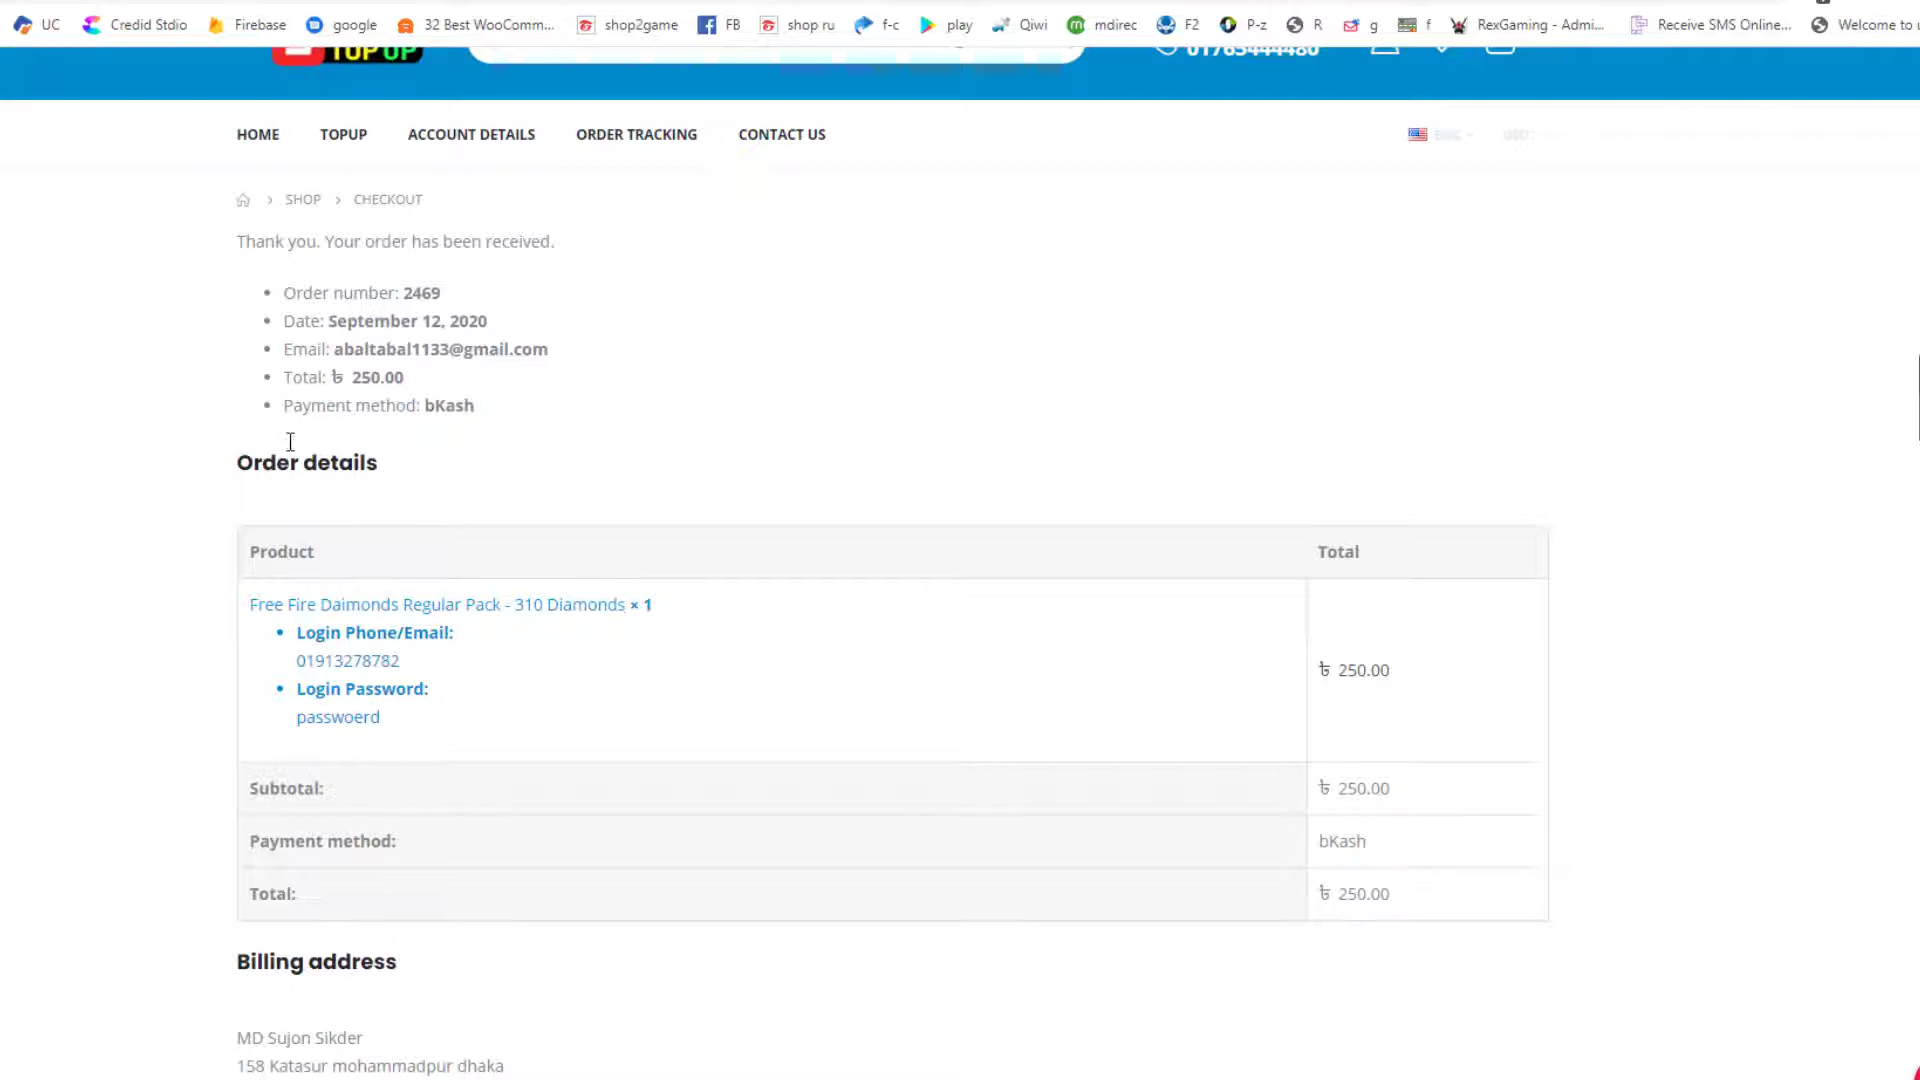 UC Credid Stdio Firebase google 32 Best WooComm... shop2game FB shop ru f-c play Qiwi mdirec F2 P-z R g f RexGaming - Admi... Receive SMS Online... Welcome to
TOPUP 01765444480
HOME TOPUP ACCOUNT DETAILS ORDER TRACKING CONTACT US
SHOP > CHECKOUT
Thank you. Your order has been received.
• Order number: 2469
• Date: September 12, 2020
• Email: abaltabal1133@gmail.com
• Total: ৳ 250.00
• Payment method: bKash
Order details
Product Total
Free Fire Daimonds Regular Pack - 310 Diamonds × 1
• Login Phone/Email:
01913278782
৳ 250.00
• Login Password:
passwoerd
Subtotal: ৳ 250.00
Payment method: bKash
Total: ৳ 250.00
Billing address
MD Sujon Sikder
158 Katasur mohammadpur dhaka